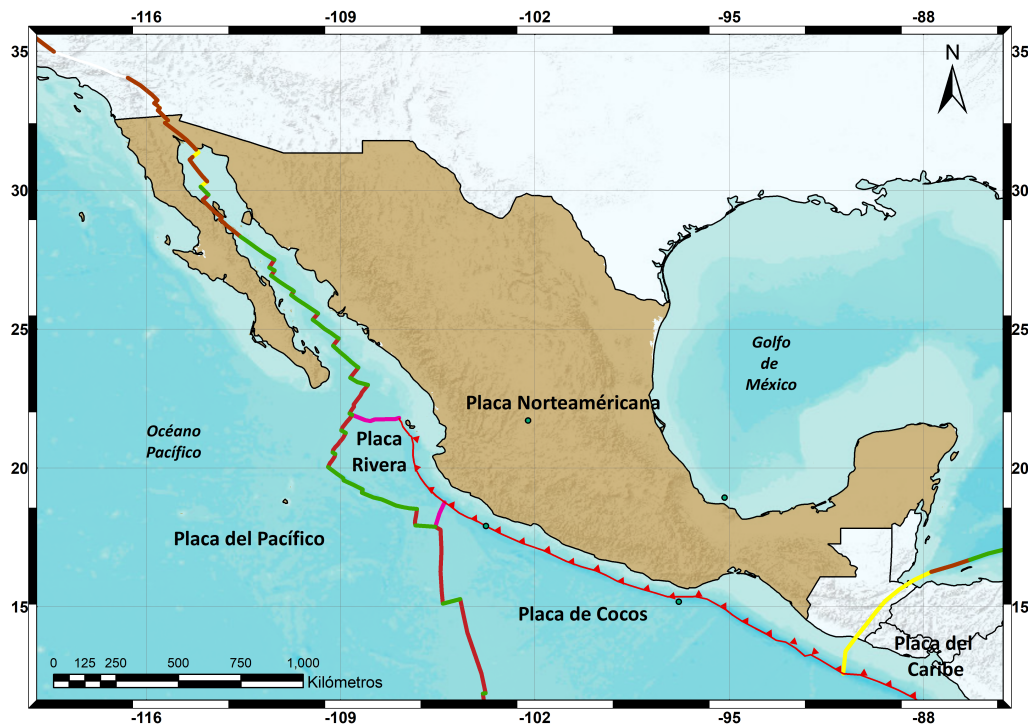 -116 -109 -102 -95 -88
N
35 35
30 30
Golfo
de
México
25 25
Placa Norteaméricana
Océano
Pacífico
Placa
Rivera
20 20
Placa del Pacífico
Placa de Cocos
15 15
Placa del
Caribe
0 125 250 500 750 1,000
Kilómetros
-116 -109 -102 -95 -88